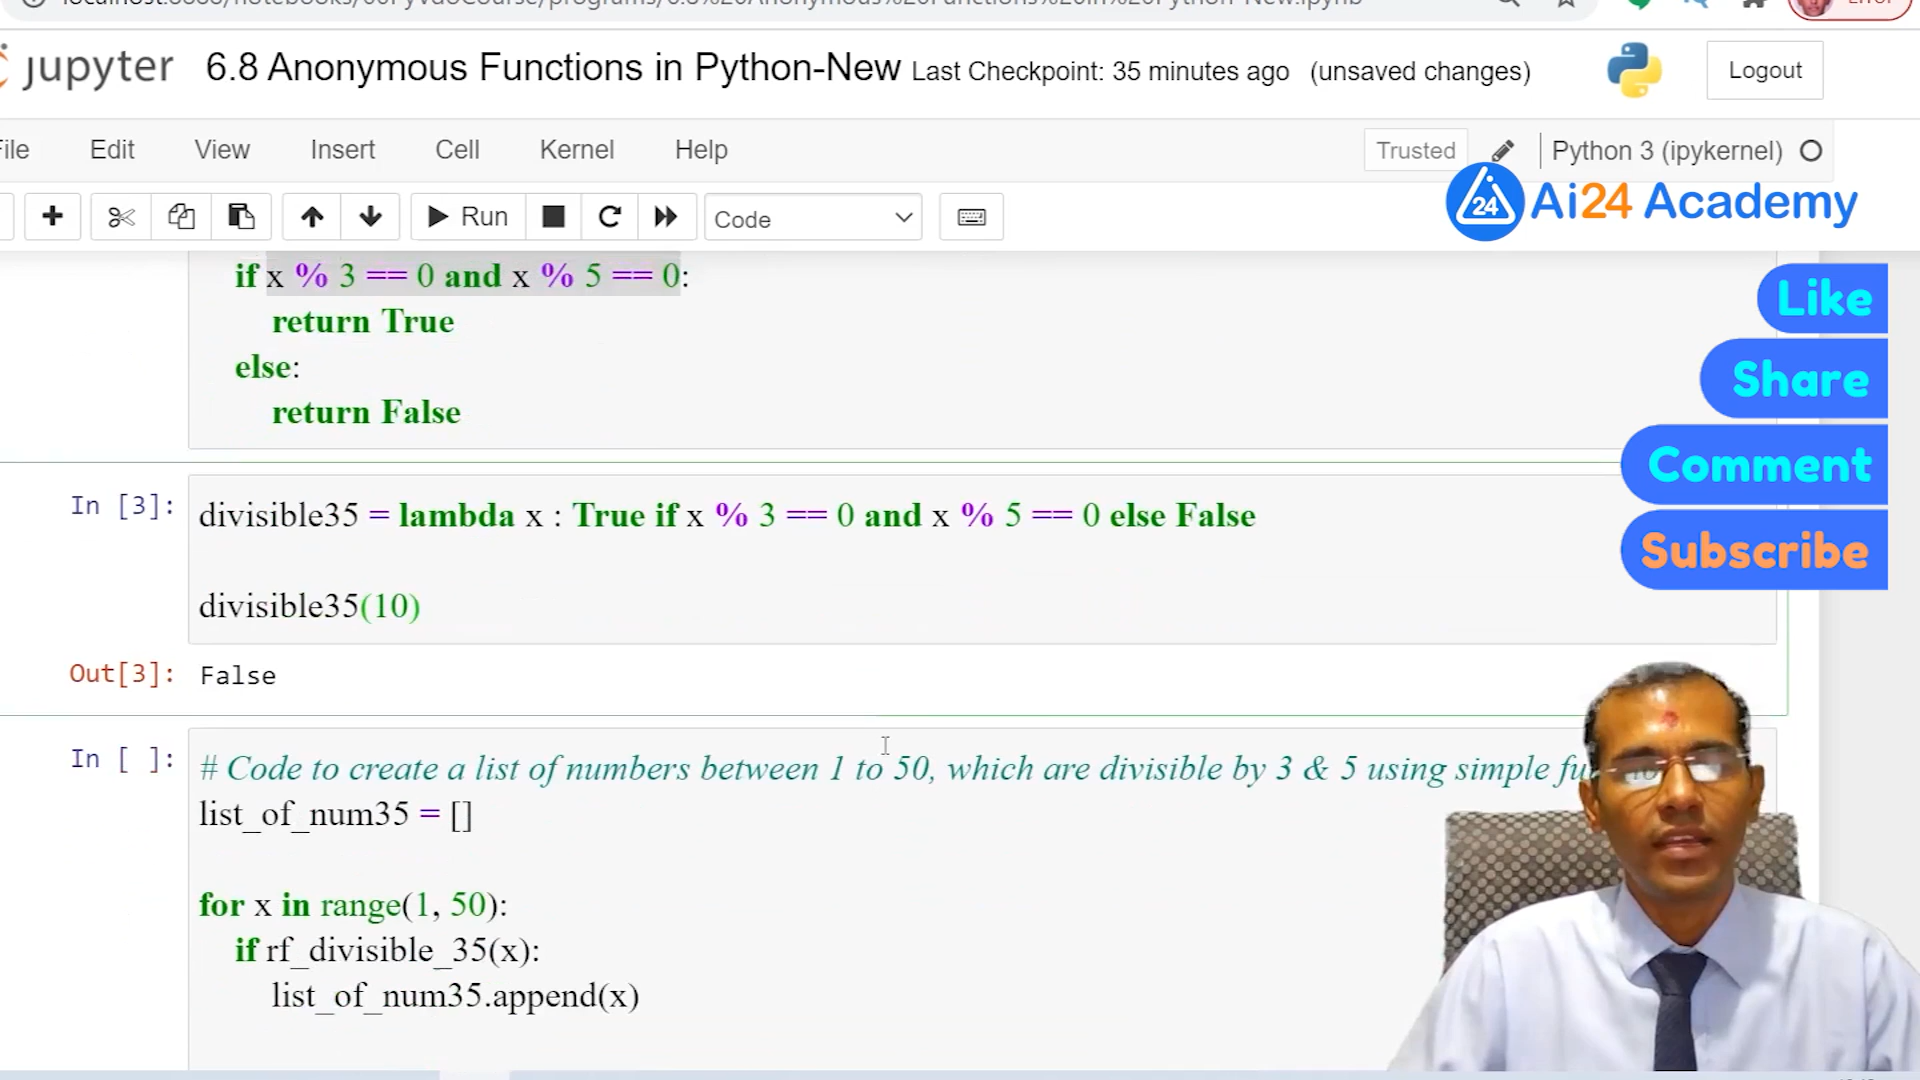 jupyter 6.8 Anonymous Functions in Python-New Last Checkpoint: 35 minutes ago (unsaved changes) Logout
Edit View Insert Cell Kernel Help Trusted Python 3 (ipykernel)
24 Ai24 Academy
Run Code
if x % 3 == 0 and x % 5 == 0:
return True
else:
return False
Like
Share
Comment
Subscribe
In [3]: divisible35 = lambda x : True if x % 3 == 0 and x % 5 == 0 else False
divisible35(10)
Out[3]: False
In [ ]: # Code to create a list of numbers between 1 to 50, which are divisible by 3 & 5 using simple
list_of_num35 = []
for x in range(1, 50):
if rf_divisible_35(x):
list_of_num35.append(x)